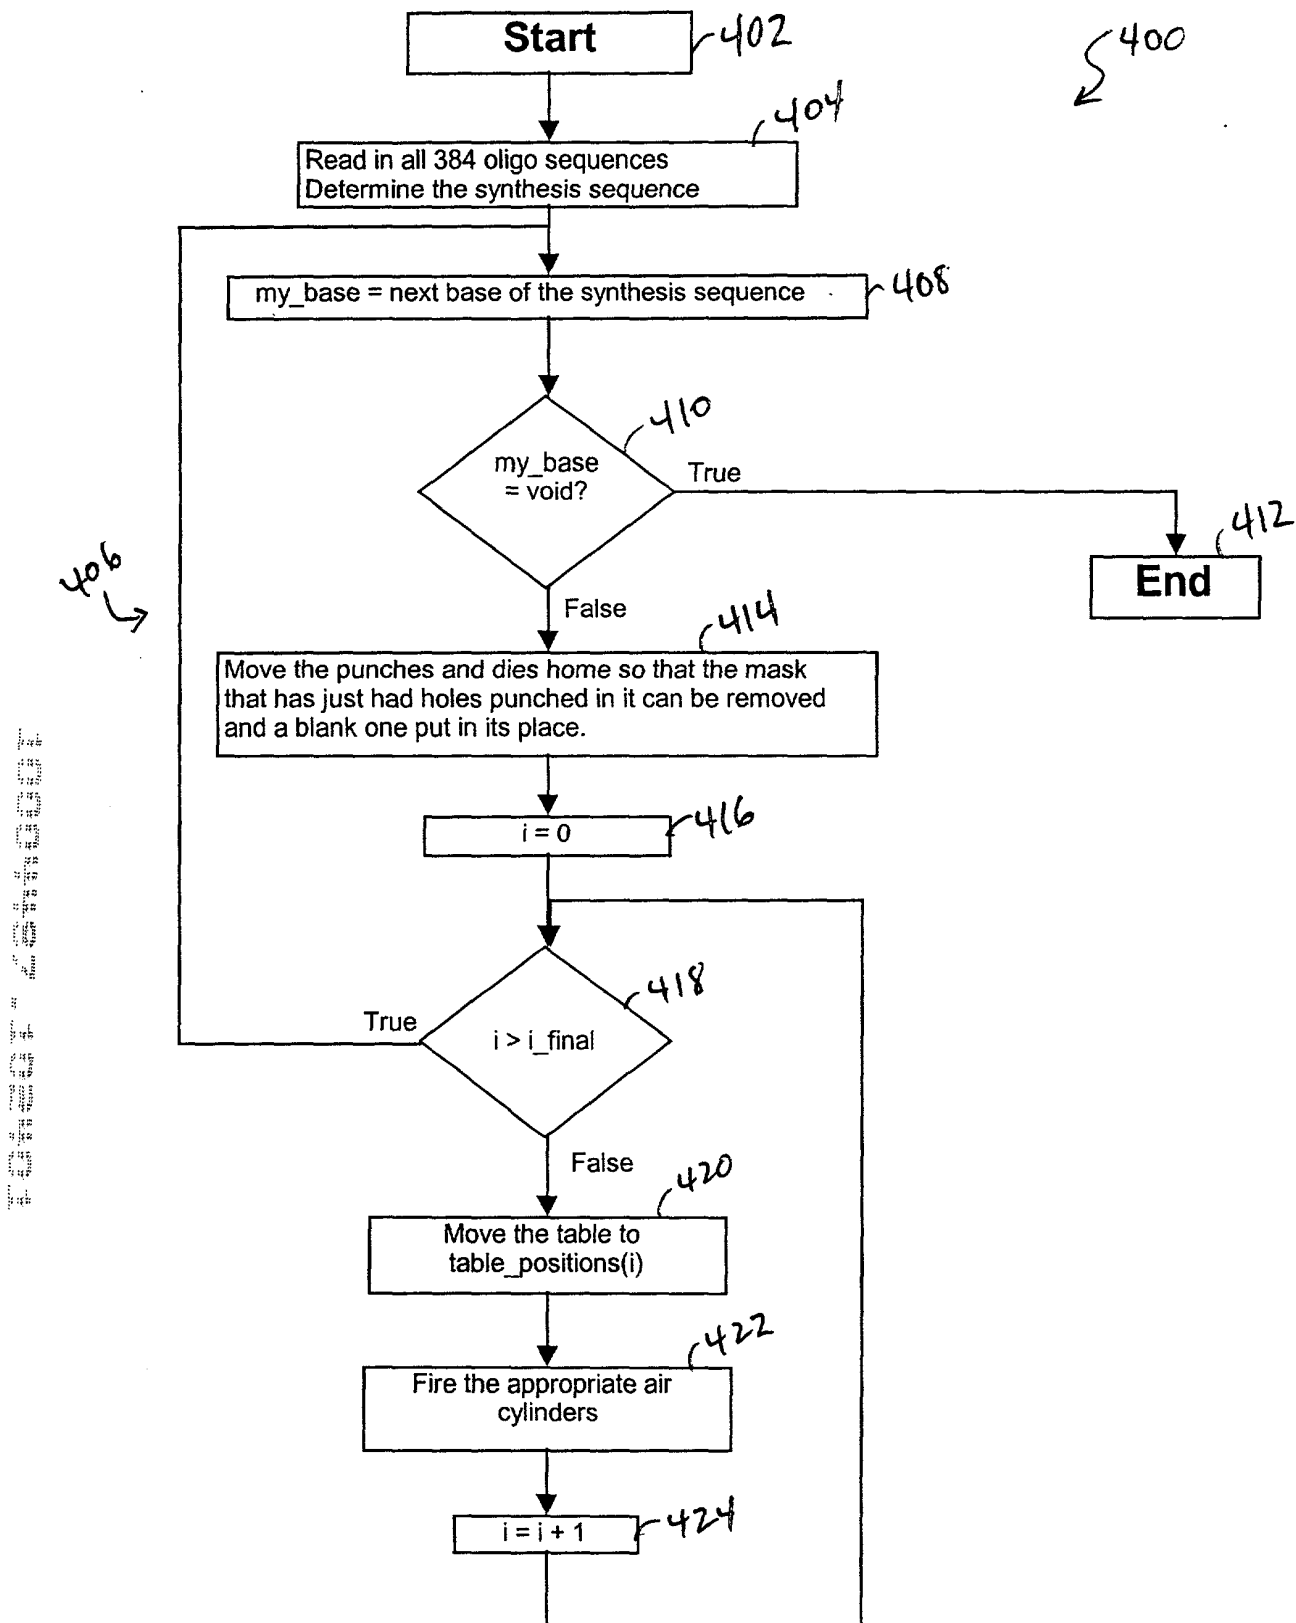 Start
402
400
404
Read in all 384 oligo sequences
Determine the synthesis sequence
my_base = next base of the synthesis sequence
408
410
my_base
= void?
True
412
End
406
False
414
Move the punches and dies home so that the mask
that has just had holes punched in it can be removed
and a blank one put in its place.
i = 0
416
418
True
i > i_final
False
420
Move the table to
table_positions(i)
422
Fire the appropriate air
cylinders
i = i + 1
424